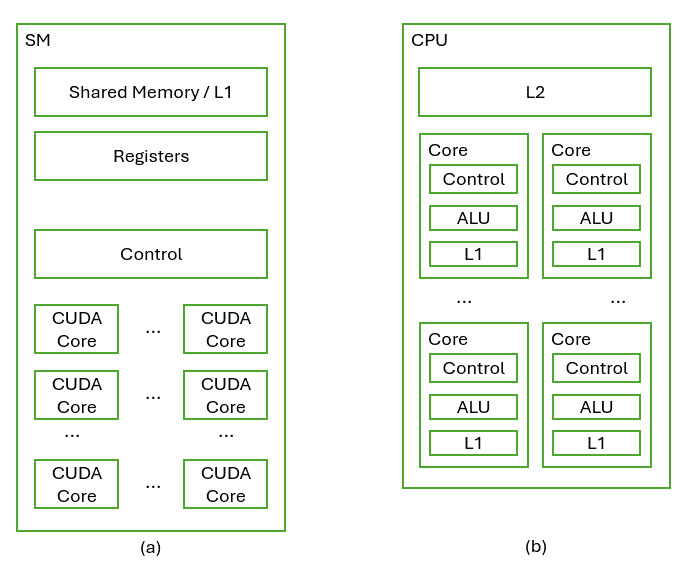 SM
Shared Memory / L1
Registers
Control
CUDA
Core
...
CUDA
Core
CUDA
Core
...
CUDA
Core
...
...
CUDA
Core
...
CUDA
Core
(a)
CPU
L2
Core
Control
ALU
L1
Core
Control
ALU
L1
...
...
Core
Control
ALU
L1
Core
Control
ALU
L1
(b)